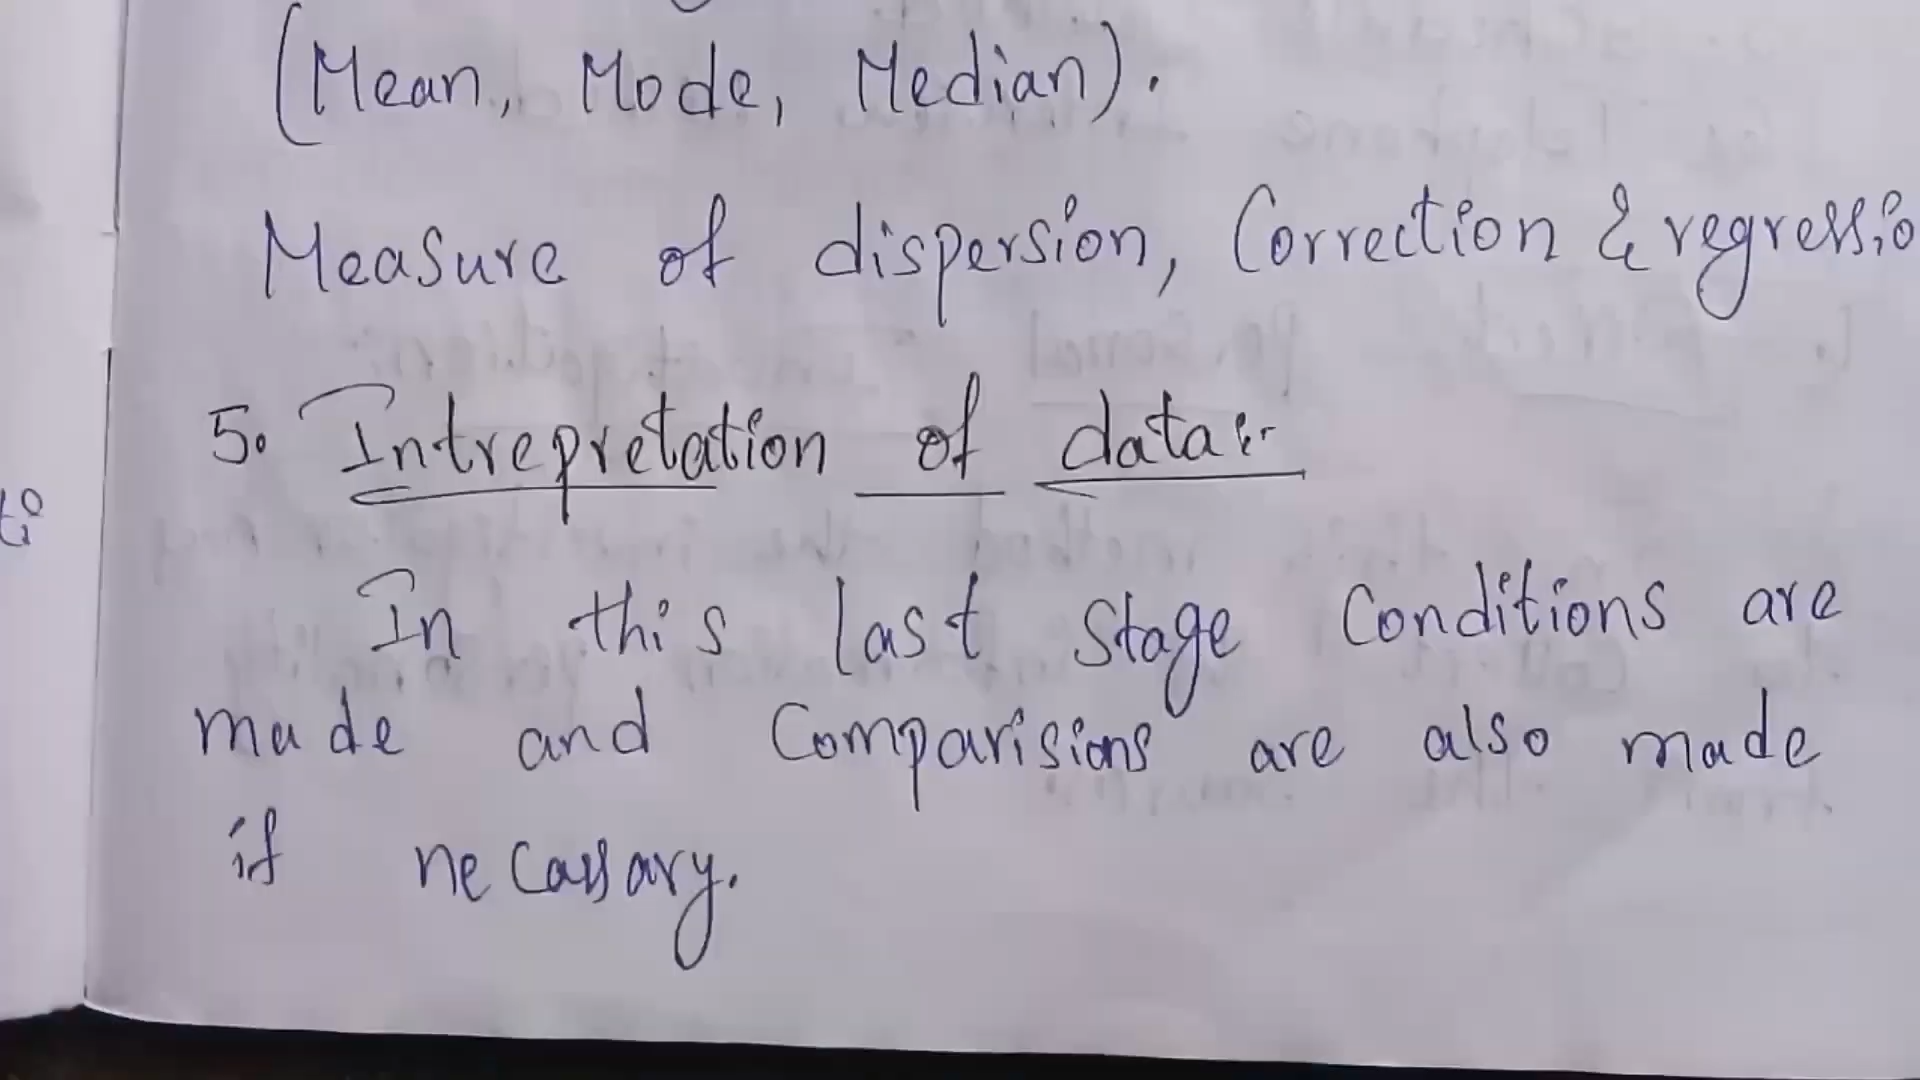 (Mean, Mode, Median).
Measure of dispersion, Correction & regressio
5. Intrepretation of data:-
In this last stage Conditions are
made and Comparisions are also made
if necassary.